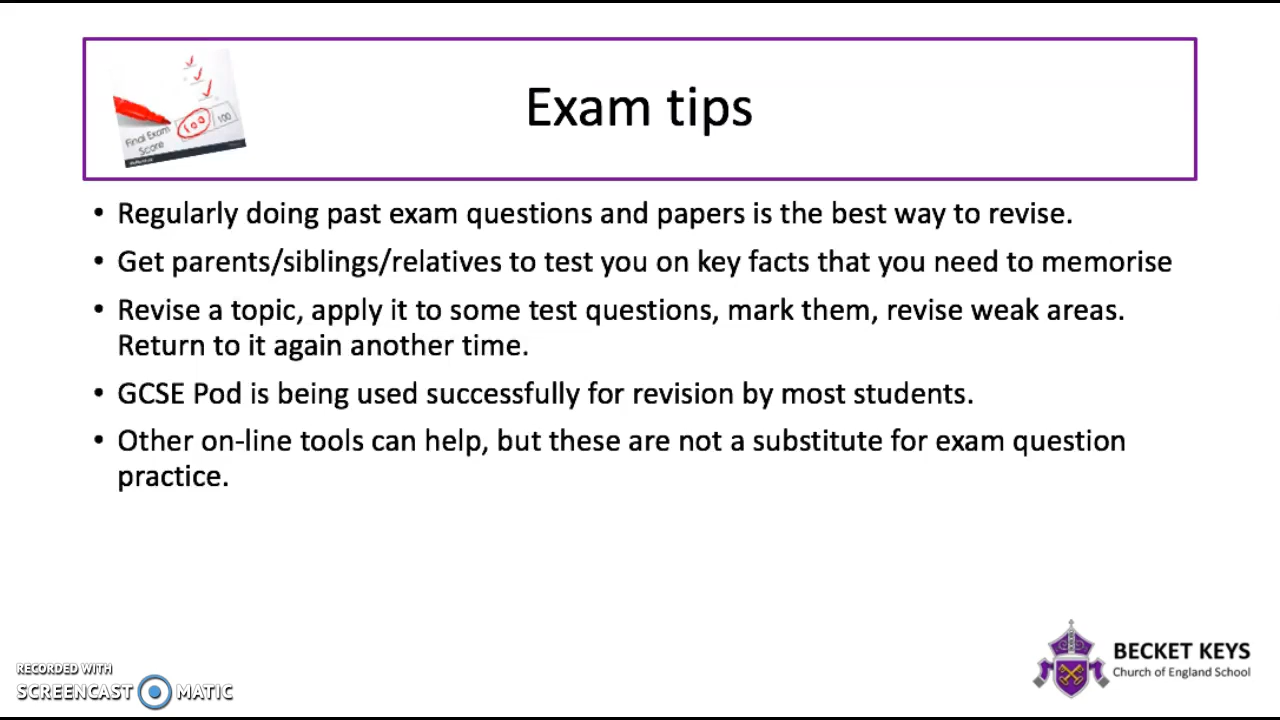 Final Exam
Score
100
100
Exam tips
• Regularly doing past exam questions and papers is the best way to revise.
• Get parents/siblings/relatives to test you on key facts that you need to memorise
• Revise a topic, apply it to some test questions, mark them, revise weak areas.
Return to it again another time.
• GCSE Pod is being used successfully for revision by most students.
• Other on-line tools can help, but these are not a substitute for exam question
practice.
BECKET KEYS
Church of England School
RECORDED WITH
SCREENCAST MATIC